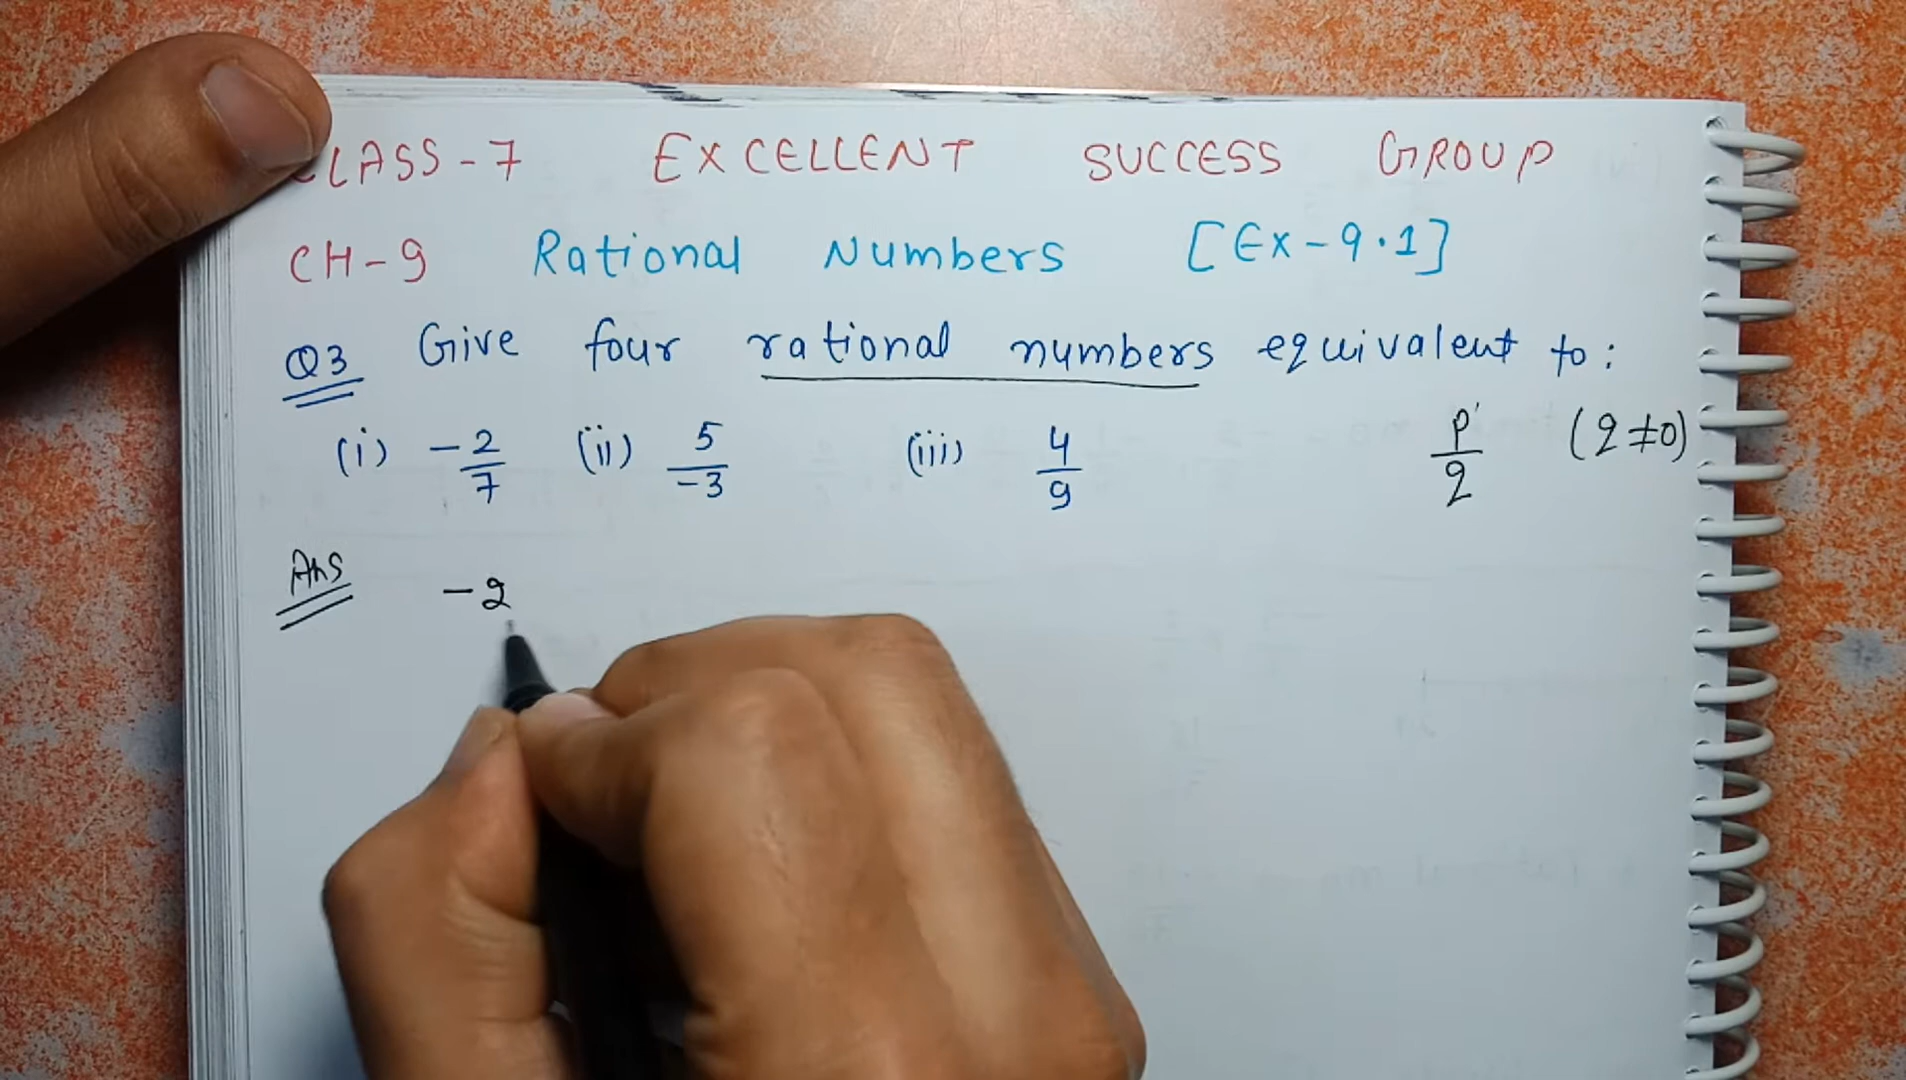 CLASS-7 EXCELLENT SUCCESS GROUP
CH-9 Rational Numbers [Ex-9.1]
Q3 Give four rational numbers equivalent to:
(i) -2/7 (ii) 5/-3 (iii) 4/9 p/q (q≠0)
Ans -2